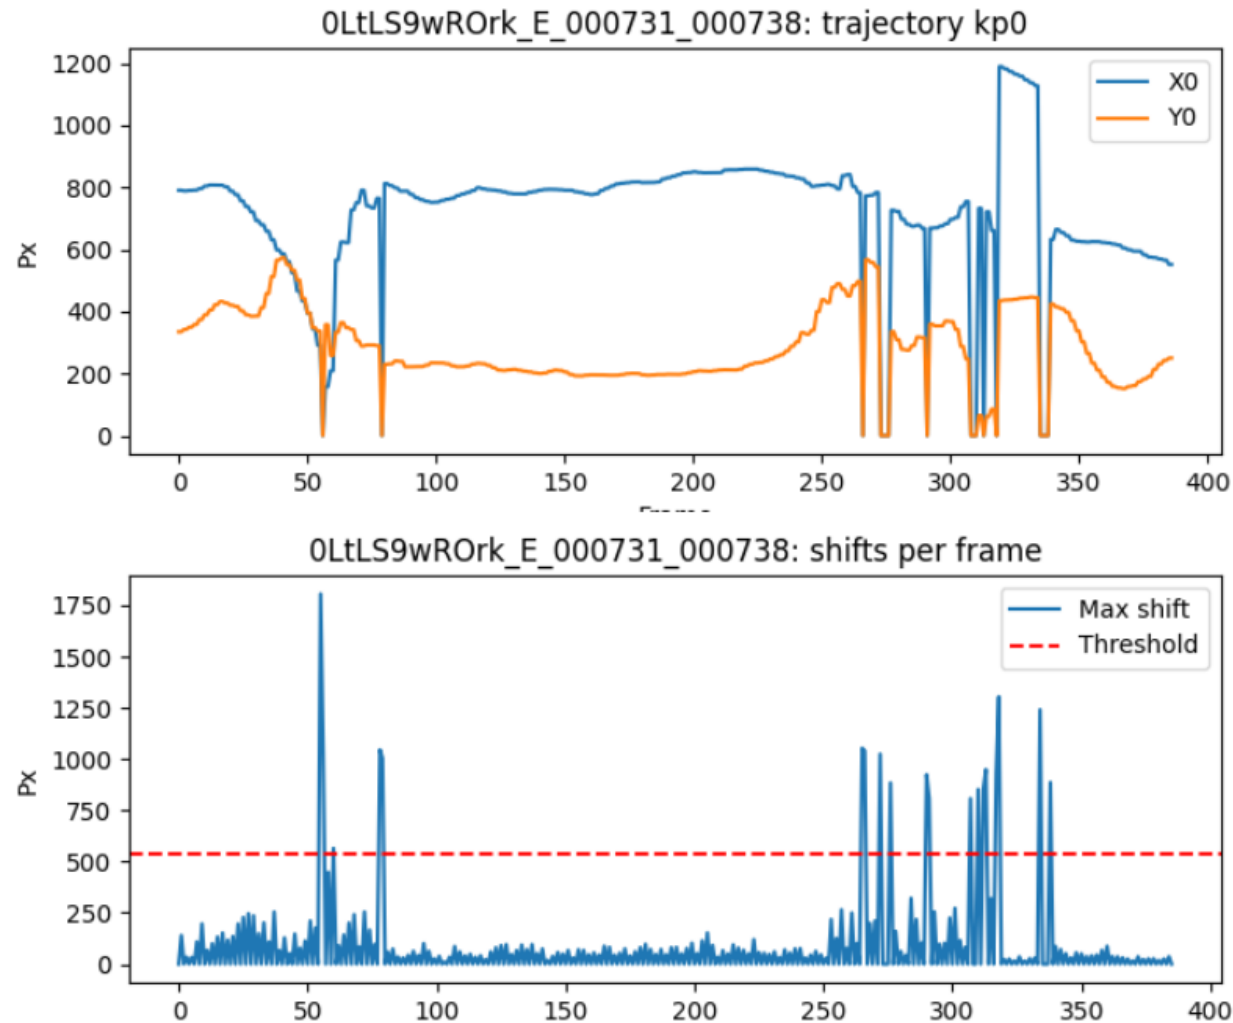 0LtLS9wROrk_E_000731_000738: trajectory kp0
1200
1000
800
600
400
200
0
Px
X0
Y0
0 50 100 150 200 250 300 350 400
0LtLS9wROrk_E_000731_000738: shifts per frame
1750
1500
1250
1000
750
500
250
0
Px
Max shift
Threshold
0 50 100 150 200 250 300 350 400